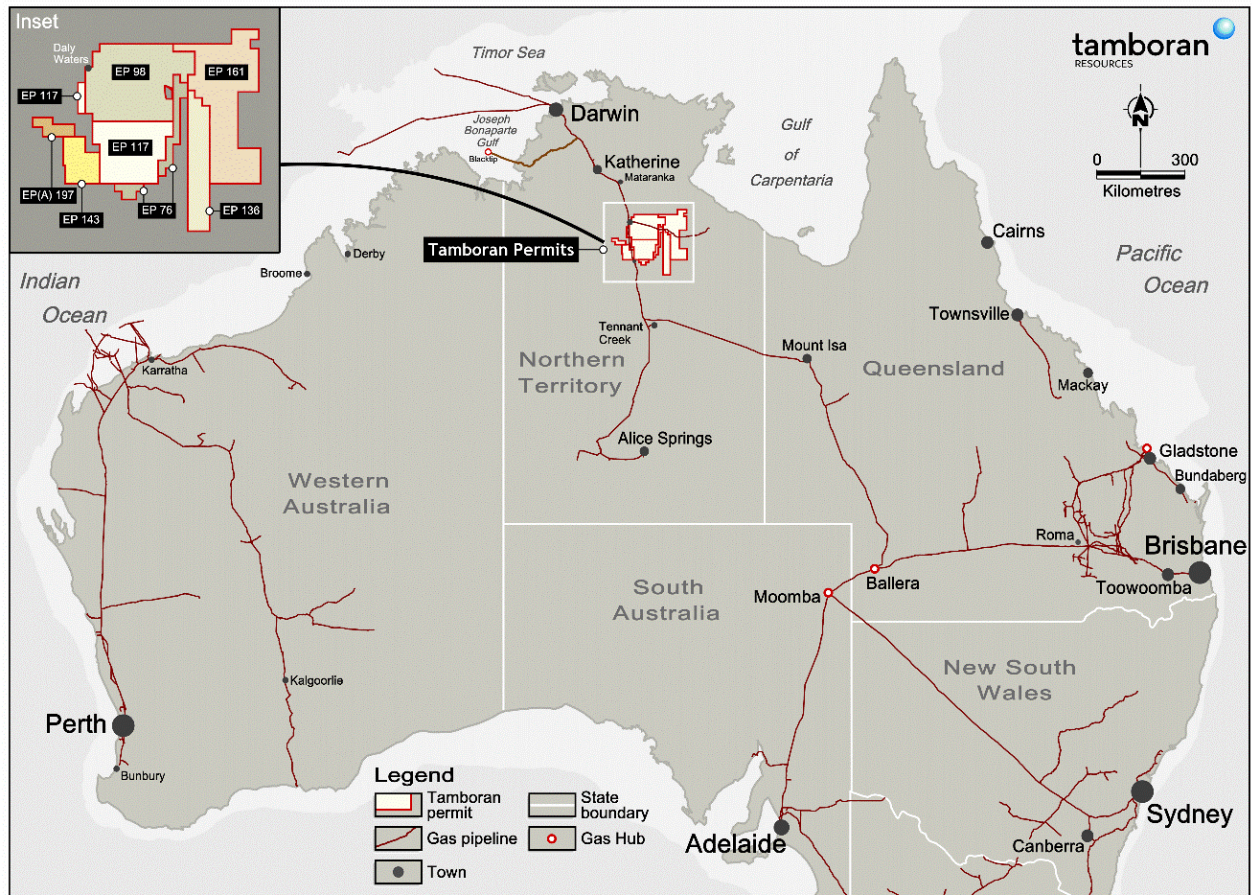 Inset
Daly
Waters
EP 98
EP 161
EP 117
EP 117
EP(A) 197
EP 143
EP 76
EP 136
tamboran
RESOURCES
N
0 300
Kilometres
Timor Sea
Darwin
Joseph
Bonaparte
Gulf
Blacktip
Katherine
Mataranka
Gulf
of
Carpentaria
Tamboran Permits
Cairns
Pacific
Ocean
Derby
Broome
Indian
Ocean
Townsville
Tennant
Creek
Karratha
Mount Isa
Northern
Territory
Queensland
Mackay
Alice Springs
Gladstone
Bundaberg
Western
Australia
Roma
Brisbane
Ballera
Toowoomba
South
Australia
Moomba
New South
Wales
Kalgoorlie
Perth
Bunbury
Legend
Tamboran
permit
State
boundary
Gas pipeline
Gas Hub
Town
Adelaide
Sydney
Canberra